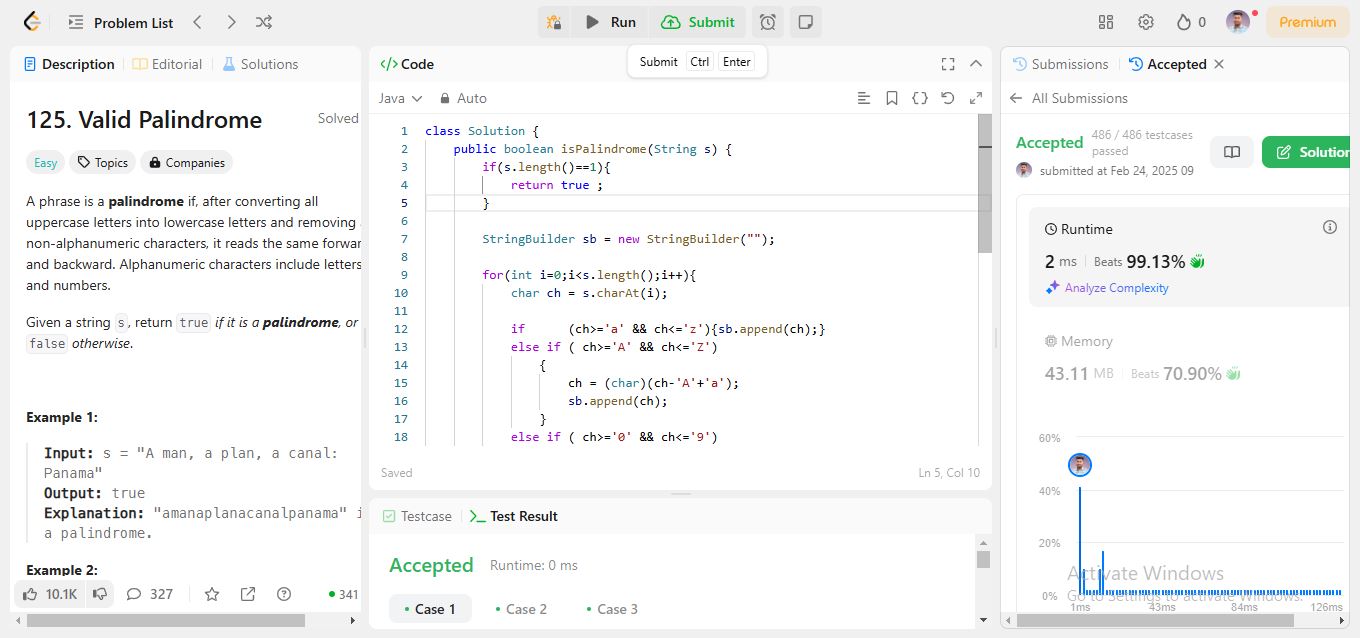 Problem List
Run
Submit
0
Premium
Submit Ctrl Enter
Description
Editorial
Solutions
125. Valid Palindrome
Solved
Easy
Topics
Companies
A phrase is a palindrome if, after converting all
uppercase letters into lowercase letters and removing
non-alphanumeric characters, it reads the same forwar
and backward. Alphanumeric characters include letters
and numbers.
Given a string s, return true if it is a palindrome, or
false otherwise.
Example 1:
Input: s = "A man, a plan, a canal:
Panama"
Output: true
Explanation: "amanaplanacanalpanama" i
a palindrome.
Example 2:
10.1K
327
341
</> Code
Java
Auto
1 class Solution {
2 public boolean isPalindrome(String s) {
3 if(s.length()==1){
4 return true ;
5 }
6
7 StringBuilder sb = new StringBuilder("");
8
9 for(int i=0;i<s.length();i++){
10 char ch = s.charAt(i);
11
12 if (ch>='a' && ch<='z'){sb.append(ch);}
13 else if ( ch>='A' && ch<='Z')
14 {
15 ch = (char)(ch-'A'+'a');
16 sb.append(ch);
17 }
18 else if ( ch>='0' && ch<='9')
Saved
Ln 5, Col 10
Testcase
Test Result
Accepted
Runtime: 0 ms
Case 1
Case 2
Case 3
Submissions
Accepted
All Submissions
Accepted
486 / 486 testcases
passed
submitted at Feb 24, 2025 09
Solution
Runtime
2 ms
Beats 99.13%
Analyze Complexity
Memory
43.11 MB
Beats 70.90%
60%
40%
20%
0%
1ms
43ms
84ms
126ms
Activate Windows
Go to Settings to activate Windows.